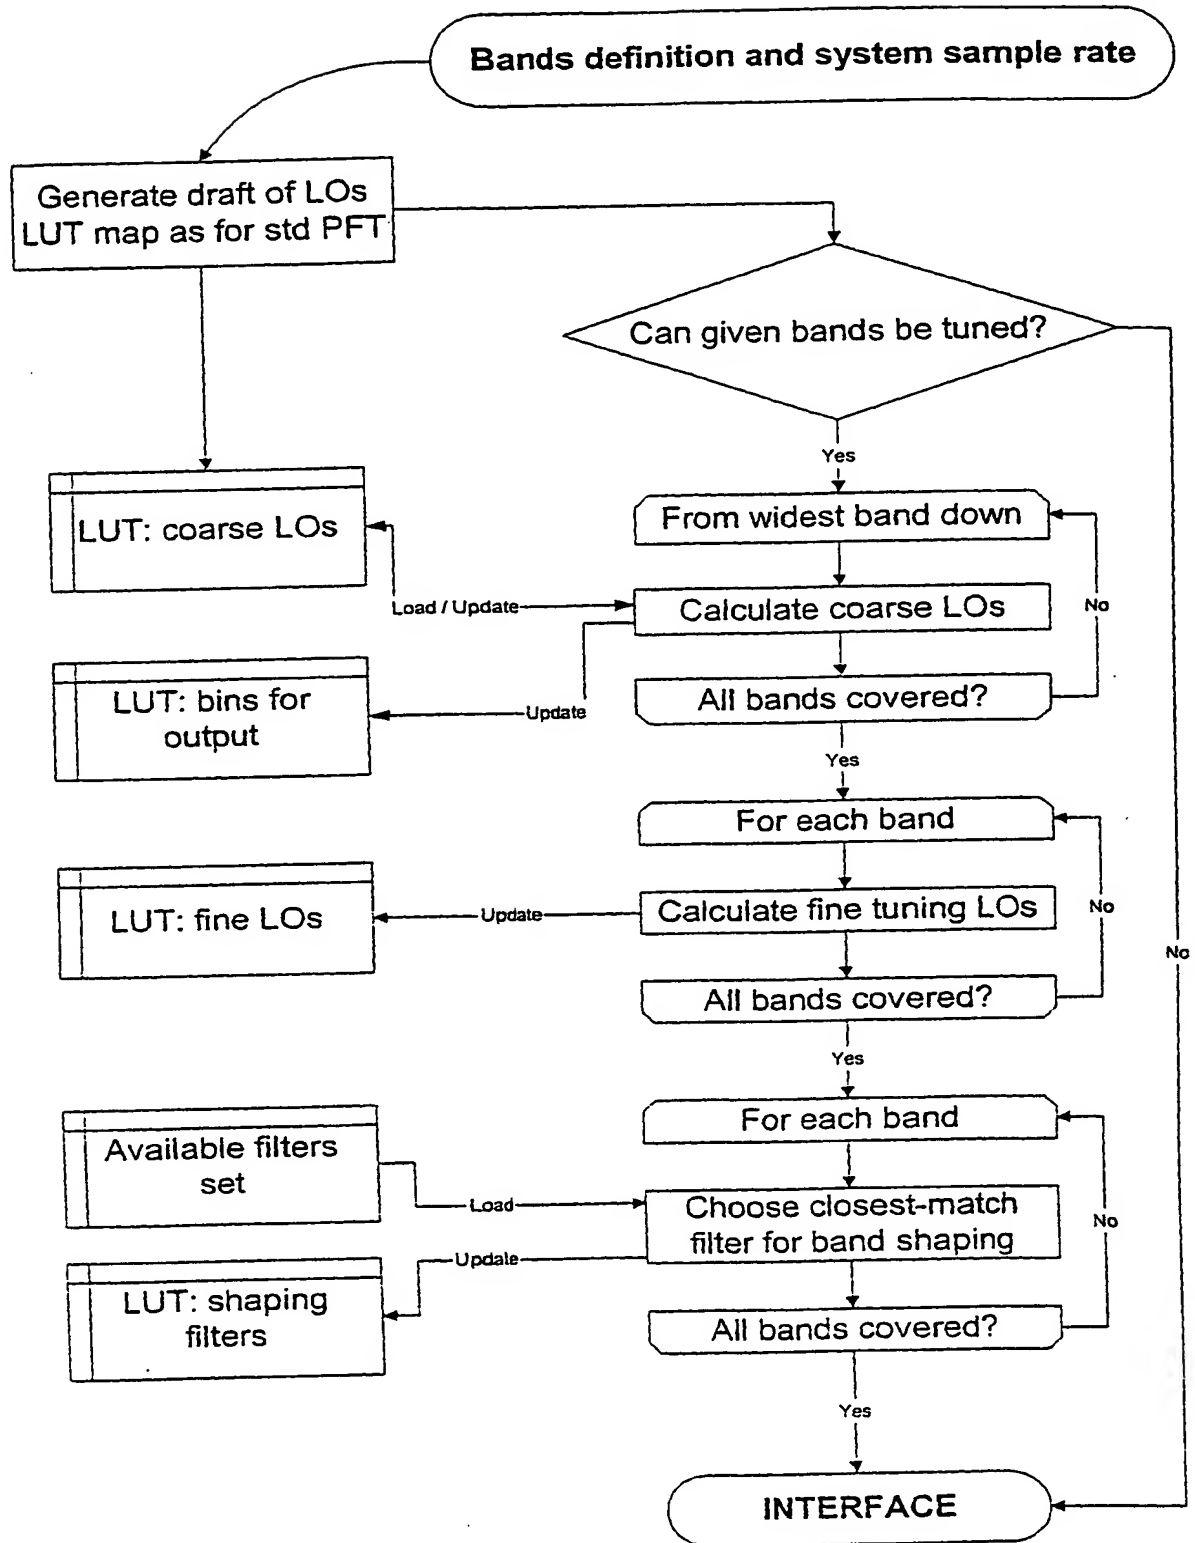 Bands definition and system sample rate
Generate draft of LOs
LUT map as for std PFT
Can given bands be tuned?
Yes
From widest band down
LUT: coarse LOs
Load / Update
Calculate coarse LOs
No
All bands covered?
LUT: bins for
output
Update
Yes
For each band
LUT: fine LOs
Update
Calculate fine tuning LOs
No
No
All bands covered?
Yes
For each band
Available filters
set
Load
Choose closest-match
filter for band shaping
No
Update
LUT: shaping
filters
All bands covered?
Yes
INTERFACE